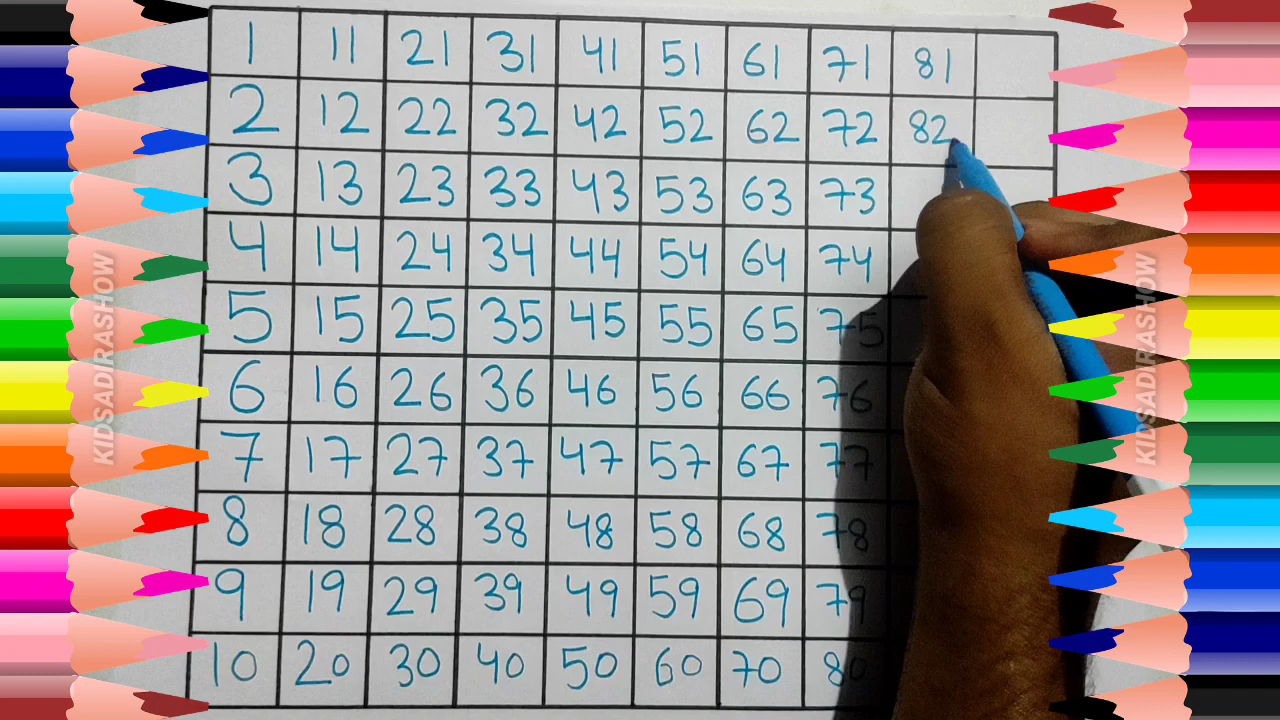 1 11 21 31 41 51 61 71 81
2 12 22 32 42 52 62 72 82
3 13 23 33 43 53 63 73
4 14 24 34 44 54 64 74
5 15 25 35 45 55 65 75
6 16 26 36 46 56 66 76
7 17 27 37 47 57 67 77
8 18 28 38 48 58 68 78
9 19 29 39 49 59 69 79
10 20 30 40 50 60 70 80
KIDSADIRASHOW
KIDSADIRASHOW